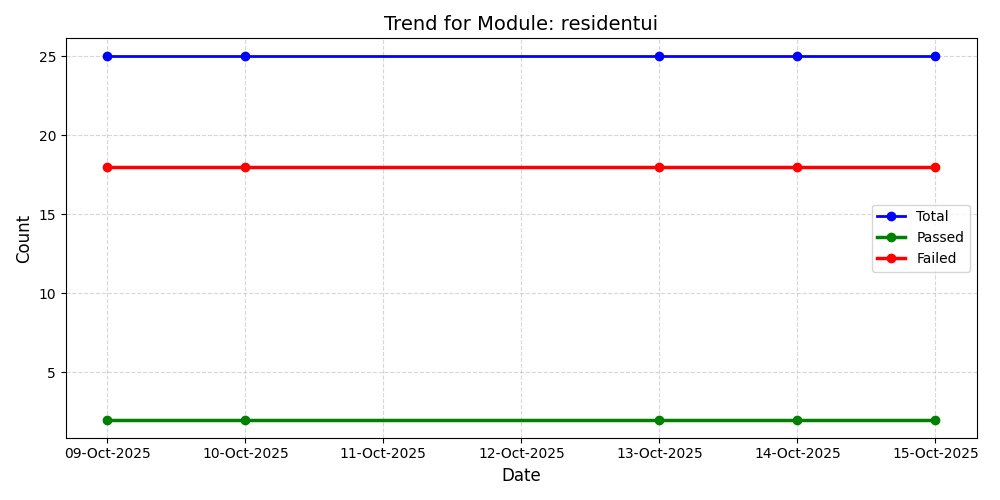 Trend for Module: residentui
Count
25
20
15
10
5
Total
Passed
Failed
09-Oct-2025 10-Oct-2025 11-Oct-2025 12-Oct-2025 13-Oct-2025 14-Oct-2025 15-Oct-2025
Date